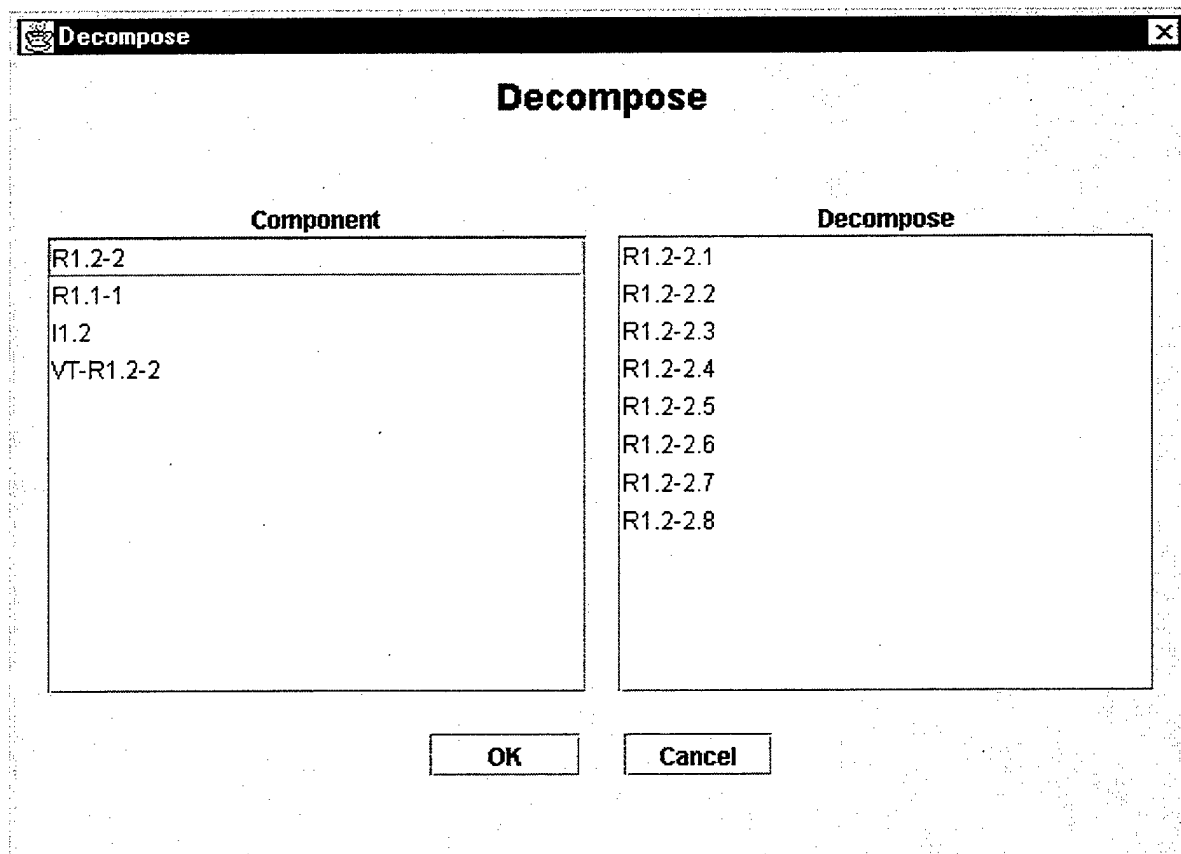 Decompose
Decompose
Component
R1.2-2
R1.1-1
I1.2
VT-R1.2-2
Decompose
R1.2-2.1
R1.2-2.2
R1.2-2.3
R1.2-2.4
R1.2-2.5
R1.2-2.6
R1.2-2.7
R1.2-2.8
OK
Cancel